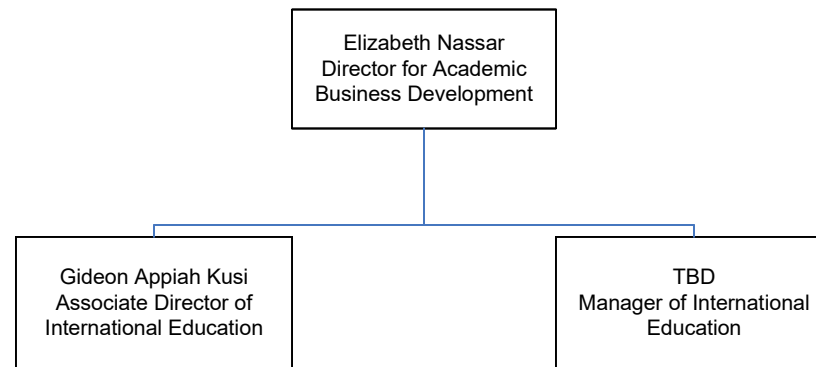 Elizabeth Nassar
Director for Academic
Business Development
Gideon Appiah Kusi
Associate Director of
International Education
TBD
Manager of International
Education